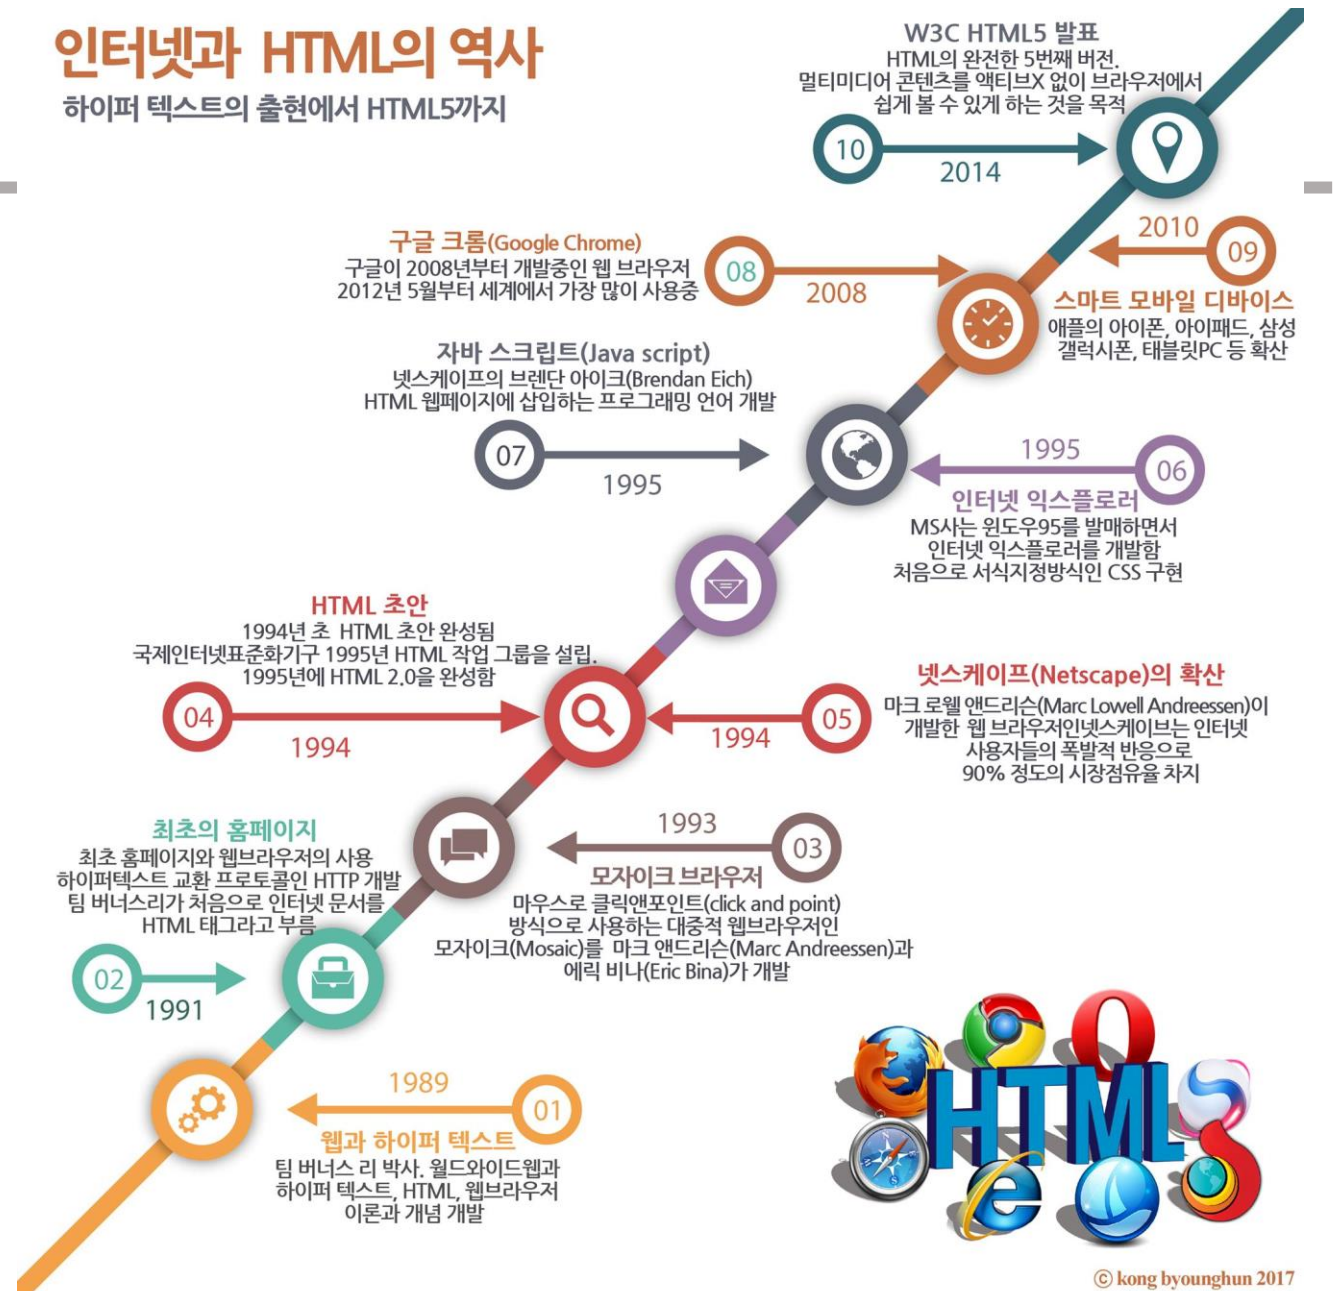 인터넷과 HTML의 역사
하이퍼 텍스트의 출현에서 HTML5까지
W3C HTML5 발표
HTML의 완전한 5번째 버전.
멀티미디어 콘텐츠를 액티브X 없이 브라우저에서
쉽게 볼 수 있게 하는 것을 목적
10
2014
2010
09
스마트 모바일 디바이스
애플의 아이폰, 아이패드, 삼성
갤럭시폰, 태블릿PC 등 확산
구글 크롬(Google Chrome)
구글이 2008년부터 개발중인 웹 브라우저
2012년 5월부터 세계에서 가장 많이 사용중
08
2008
자바 스크립트(Java script)
넷스케이프의 브렌단 아이크(Brendan Eich)
HTML 웹페이지에 삽입하는 프로그래밍 언어 개발
07
1995
1995
06
인터넷 익스플로러
MS사는 윈도우95를 발매하면서
인터넷 익스플로러를 개발함
처음으로 서식지정방식인 CSS 구현
HTML 초안
1994년 초 HTML 초안 완성됨
국제인터넷표준화기구 1995년 HTML 작업 그룹을 설립.
1995년에 HTML 2.0을 완성함
04
1994
넷스케이프(Netscape)의 확산
마크 로웰 앤드리슨(Marc Lowell Andreessen)이
개발한 웹 브라우저인넷스케이브는 인터넷
사용자들의 폭발적 반응으로
90% 정도의 시장점유율 차지
05
1994
최초의 홈페이지
최초 홈페이지와 웹브라우저의 사용
하이퍼텍스트 교환 프로토콜인 HTTP 개발
팀 버너스리가 처음으로 인터넷 문서를
HTML 태그라고 부름
02
1991
1993
03
모자이크 브라우저
마우스로 클릭앤포인트(click and point)
방식으로 사용하는 대중적 웹브라우저인
모자이크(Mosaic)를 마크 앤드리슨(Marc Andreessen)과
에릭 비나(Eric Bina)가 개발
1989
01
웹과 하이퍼 텍스트
팀 버너스 리 박사. 월드와이드웹과
하이퍼 텍스트, HTML, 웹브라우저
이론과 개념 개발
HTML
ⓒ kong byounghun 2017